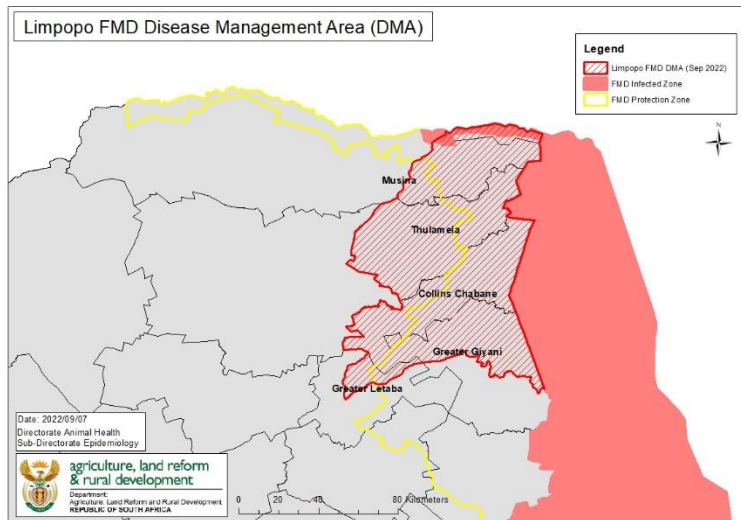 Limpopo FMD Disease Management Area (DMA)
Legend
Limpopo FMD DMA (Sep 2022)
FMD Infected Zone
FMD Protection Zone
N
Musina
Thulamela
Collins Chabane
Greater Giyani
Greater Letaba
Date: 2022/09/07
Directorate Animal Health
Sub-Directorate Epidemiology
agriculture, land reform
& rural development
Department:
Agriculture, Land Reform and Rural Development
REPUBLIC OF SOUTH AFRICA
0 20 40 80 Kilometers